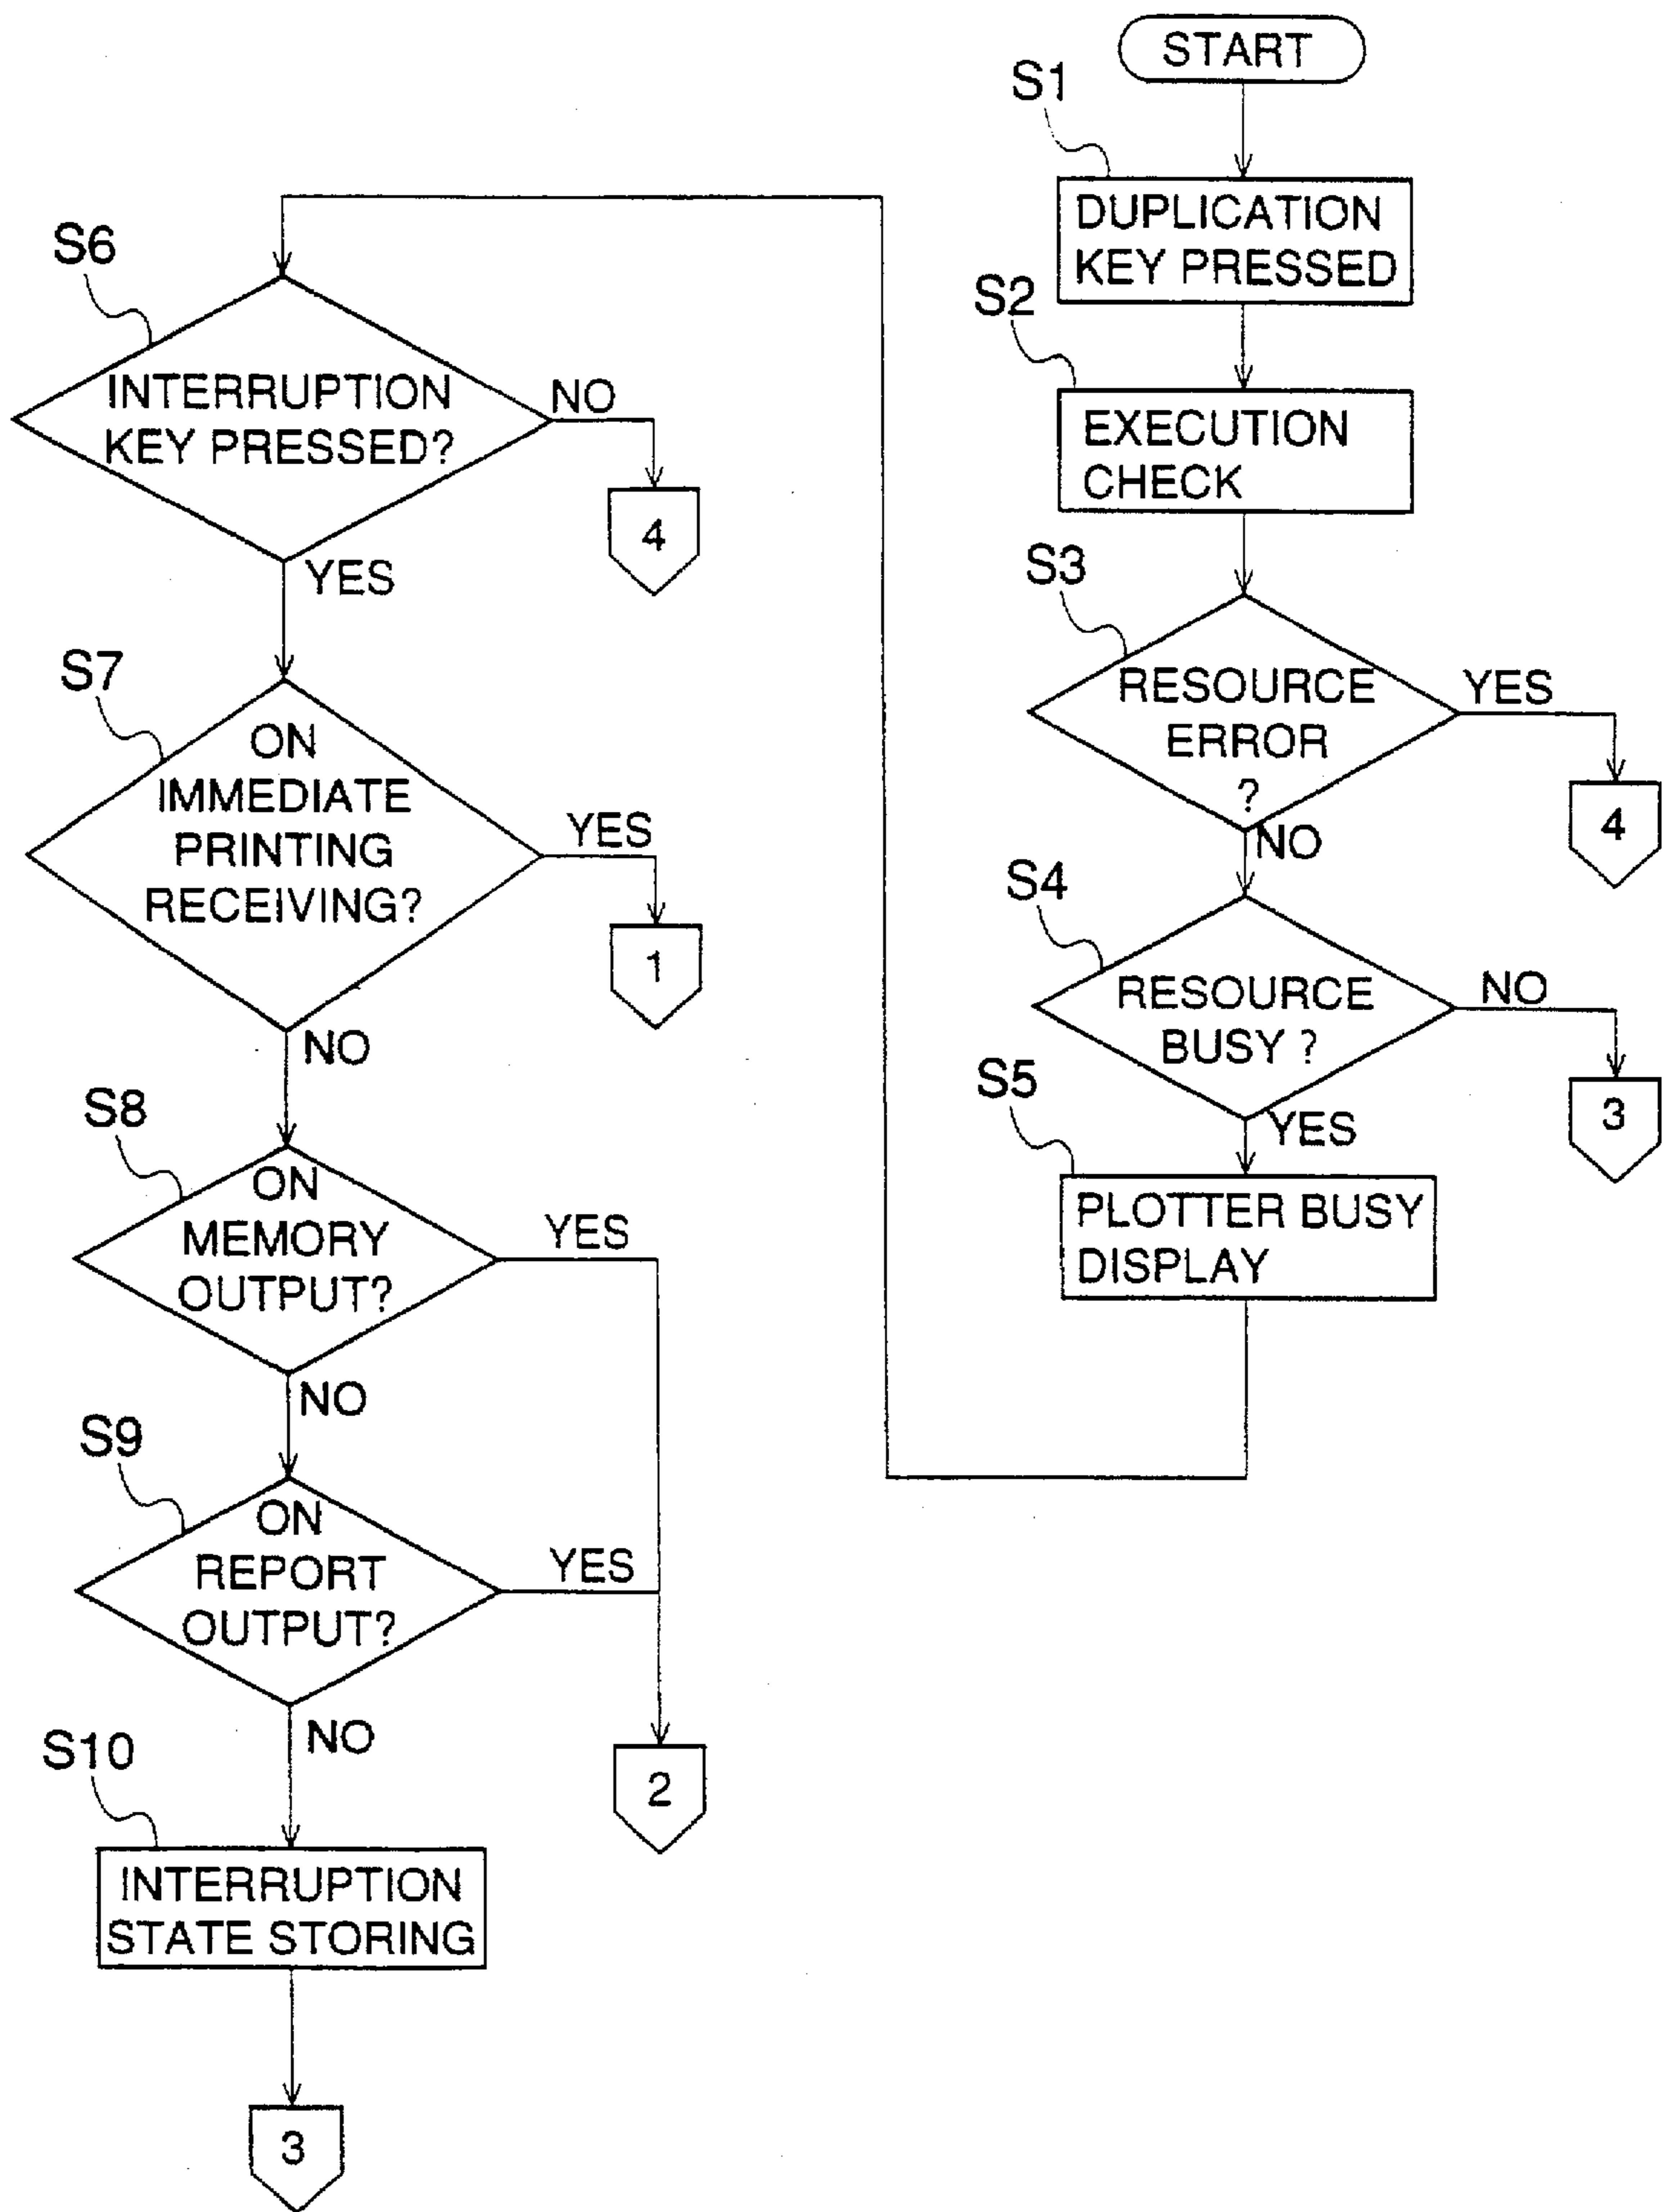 START
S1
DUPLICATION
KEY PRESSED
S2
EXECUTION
CHECK
S3
RESOURCE
ERROR
?
YES
4
NO
S4
RESOURCE
BUSY ?
NO
3
YES
S5
PLOTTER BUSY
DISPLAY
S6
INTERRUPTION
KEY PRESSED?
NO
4
YES
S7
ON
IMMEDIATE
PRINTING
RECEIVING?
YES
1
NO
S8
ON
MEMORY
OUTPUT?
YES
NO
S9
ON
REPORT
OUTPUT?
YES
2
NO
S10
INTERRUPTION
STATE STORING
3